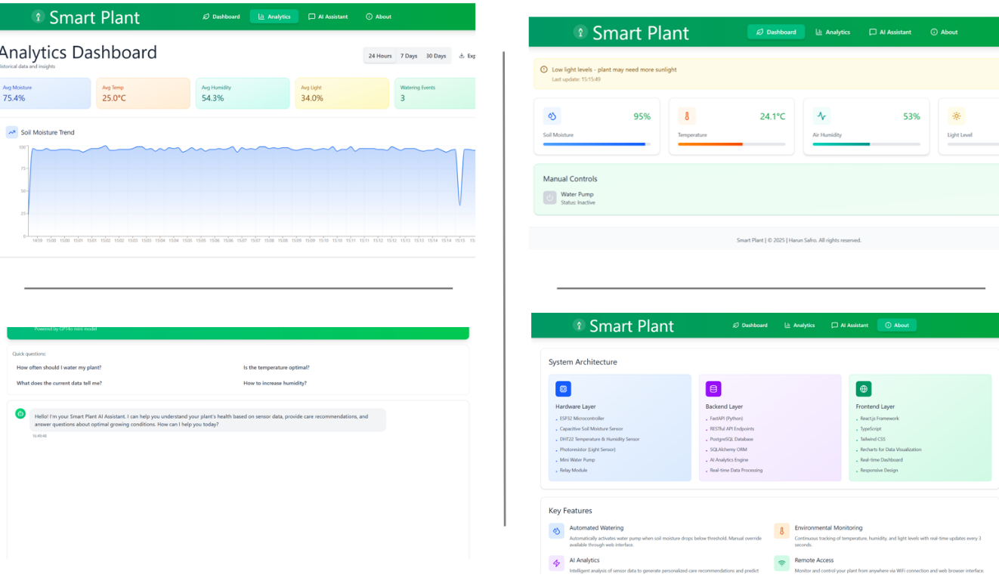 Smart Plant
Dashboard
Analytics
AI Assistant
About
Analytics Dashboard
historical data and insights
24 Hours
7 Days
30 Days
Exp
Avg Moisture
75.4%
Avg Temp
25.0°C
Avg Humidity
54.3%
Avg Light
34.0%
Watering Events
3
Soil Moisture Trend
100
75
50
25
0
14:59 15:00 15:00 15:01 15:01 15:02 15:02 15:03 15:03 15:04 15:04 15:05 15:05 15:06 15:06 15:07 15:07 15:08 15:08 15:09 15:09 15:10 15:10 15:11 15:11 15:12 15:12 15:13 15:13 15:14 15:14 15:15 15:
Smart Plant
Dashboard
Analytics
AI Assistant
About
Low light levels - plant may need more sunlight
Last update: 15:15:49
95%
Soil Moisture
24.1°C
Temperature
53%
Air Humidity
Light Level
Manual Controls
Water Pump
Status: Inactive
Smart Plant | © 2025 | Harun Safro. All rights reserved.
Powered by GPT4o mini model
Quick questions:
How often should I water my plant?
Is the temperature optimal?
What does the current data tell me?
How to increase humidity?
Hello! I'm your Smart Plant AI Assistant. I can help you understand your plant's health based on sensor data, provide care recommendations, and
answer questions about optimal growing conditions. How can I help you today?
16:49:48
Smart Plant
Dashboard
Analytics
AI Assistant
About
System Architecture
Hardware Layer
• ESP32 Microcontroller
• Capacitive Soil Moisture Sensor
• DHT22 Temperature & Humidity Sensor
• Photoresistor (Light Sensor)
• Mini Water Pump
• Relay Module
Backend Layer
• FastAPI (Python)
• RESTful API Endpoints
• PostgreSQL Database
• SQLAlchemy ORM
• AI Analytics Engine
• Real-time Data Processing
Frontend Layer
• React.js Framework
• TypeScript
• Tailwind CSS
• Recharts for Data Visualization
• Real-time Dashboard
• Responsive Design
Key Features
Automated Watering
Automatically activates water pump when soil moisture drops below threshold. Manual override
available through web interface.
Environmental Monitoring
Continuous tracking of temperature, humidity, and light levels with real-time updates every 3
seconds.
AI Analytics
Intelligent analysis of sensor data to generate personalized care recommendations and predict
Remote Access
Monitor and control your plant from anywhere via WiFi connection and web browser interface.